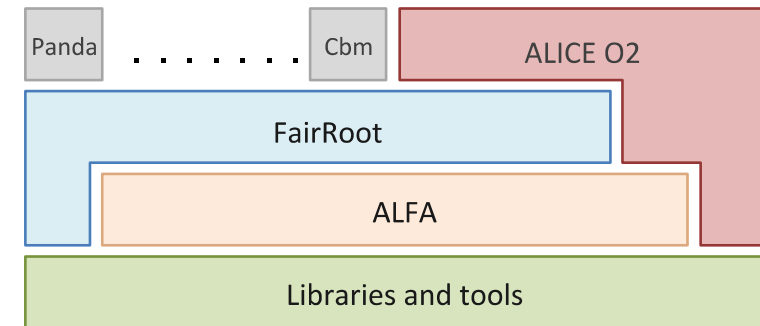 Panda . . . . . . . Cbm ALICE O2
FairRoot
ALFA
Libraries and tools